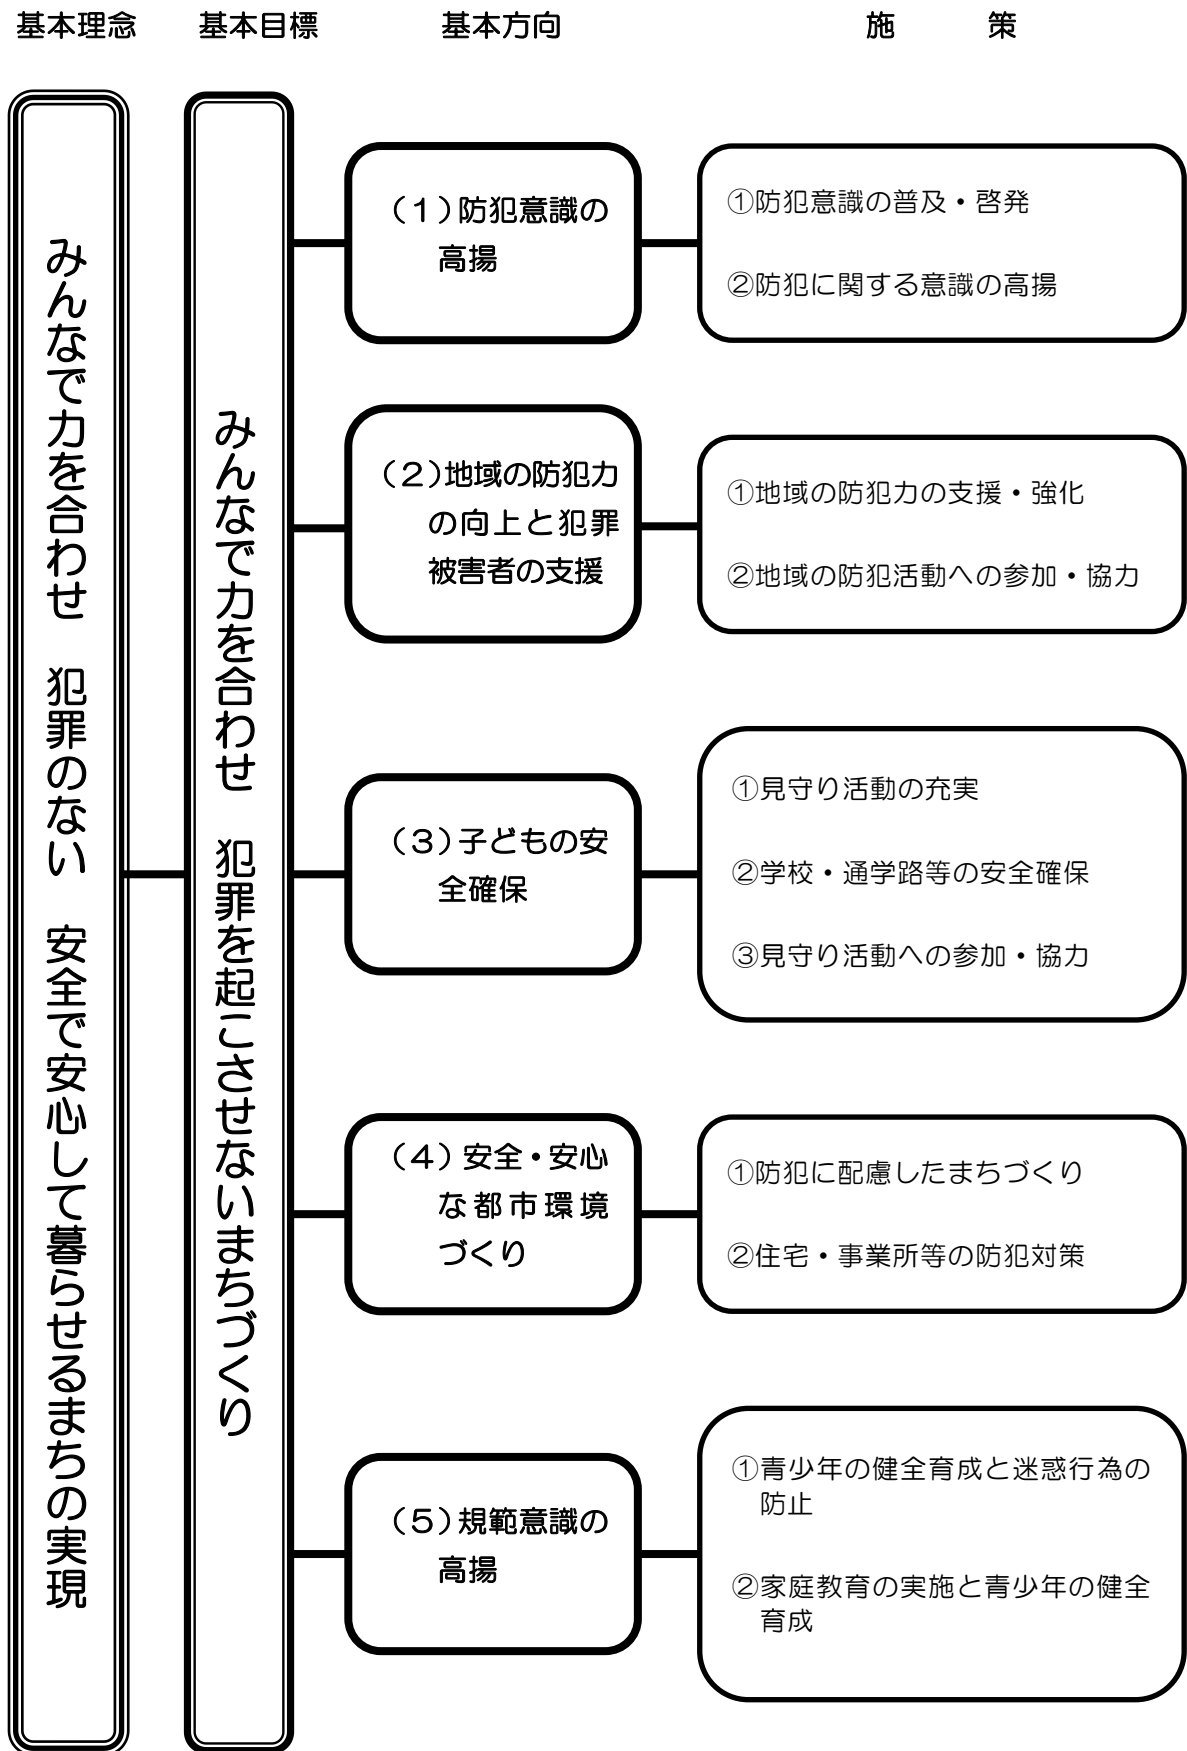 基本理念 基本目標 基本方向 施策
みんなで力を合わせ 犯罪のない 安全で安心して暮らせるまちの実現
みんなで力を合わせ 犯罪を起こさせないまちづくり
（１）防犯意識の
高揚
①防犯意識の普及・啓発
②防犯に関する意識の高揚
（２）地域の防犯力
の向上と犯罪
被害者の支援
①地域の防犯力の支援・強化
②地域の防犯活動への参加・協力
（３）子どもの安
全確保
①見守り活動の充実
②学校・通学路等の安全確保
③見守り活動への参加・協力
（４）安全・安心
な都市環境
づくり
①防犯に配慮したまちづくり
②住宅・事業所等の防犯対策
（５）規範意識の
高揚
①青少年の健全育成と迷惑行為の
防止
②家庭教育の実施と青少年の健全
育成